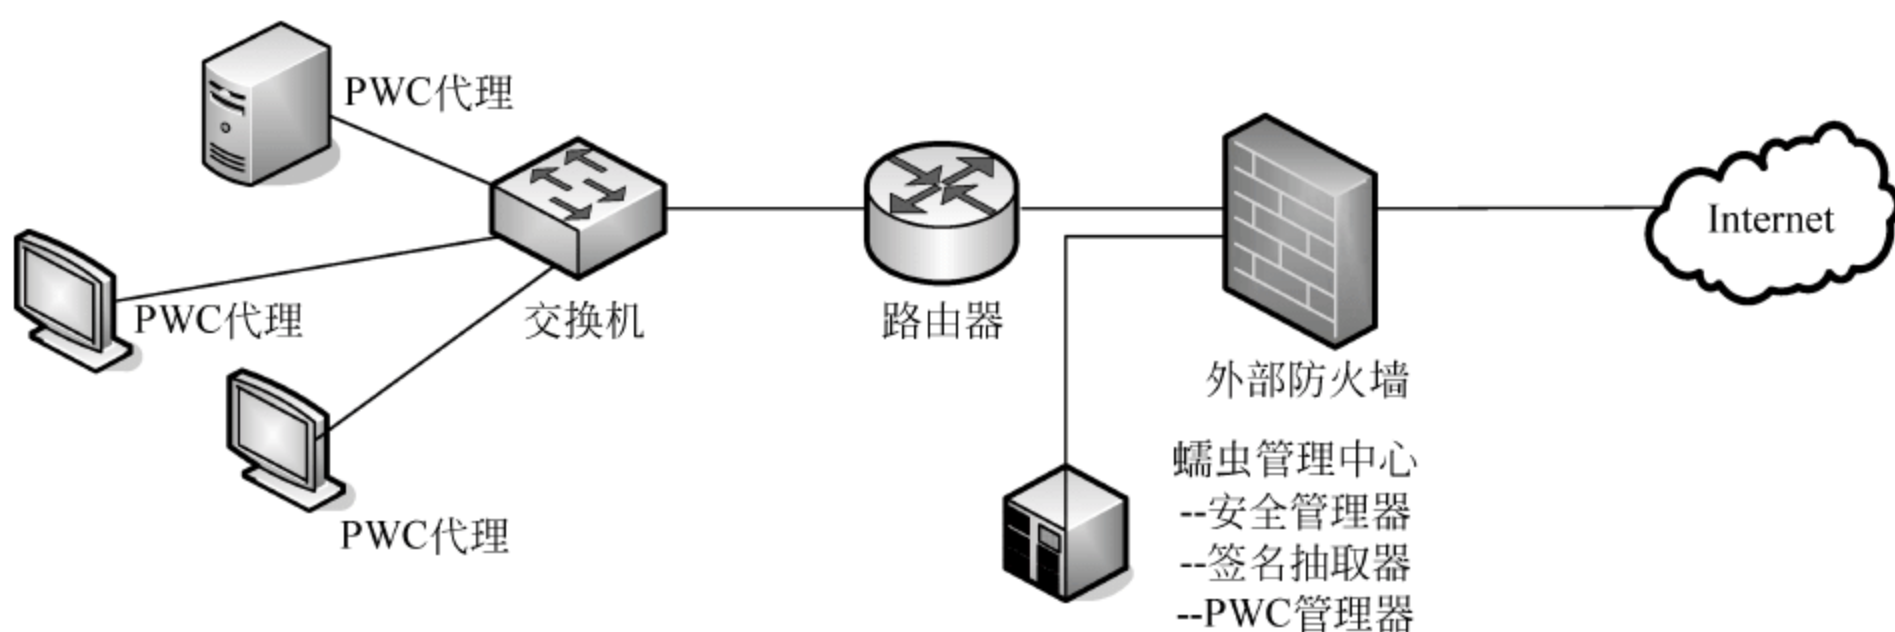 PWC代理
Internet
PWC代理
交换机
路由器
外部防火墙
PWC代理
蠕虫管理中心
--安全管理器
--签名抽取器
--PWC管理器